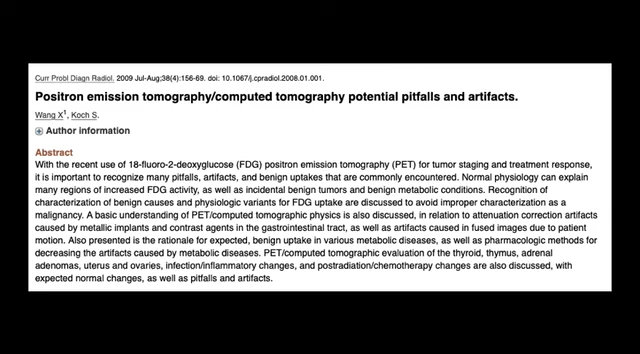 Curr Probl Diagn Radiol. 2009 Jul-Aug;38(4):156-69. doi: 10.1067/j.cpradiol.2008.01.001.
Positron emission tomography/computed tomography potential pitfalls and artifacts.
Wang X1, Koch S.
Author information
Abstract
With the recent use of 18-fluoro-2-deoxyglucose (FDG) positron emission tomography (PET) for tumor staging and treatment response,
it is important to recognize many pitfalls, artifacts, and benign uptakes that are commonly encountered. Normal physiology can explain
many regions of increased FDG activity, as well as incidental benign tumors and benign metabolic conditions. Recognition of
characterization of benign causes and physiologic variants for FDG uptake are discussed to avoid improper characterization as a
malignancy. A basic understanding of PET/computed tomographic physics is also discussed, in relation to attenuation correction artifacts
caused by metallic implants and contrast agents in the gastrointestinal tract, as well as artifacts caused in fused images due to patient
motion. Also presented is the rationale for expected, benign uptake in various metabolic diseases, as well as pharmacologic methods for
decreasing the artifacts caused by metabolic diseases. PET/computed tomographic evaluation of the thyroid, thymus, adrenal
adenomas, uterus and ovaries, infection/inflammatory changes, and postradiation/chemotherapy changes are also discussed, with
expected normal changes, as well as pitfalls and artifacts.